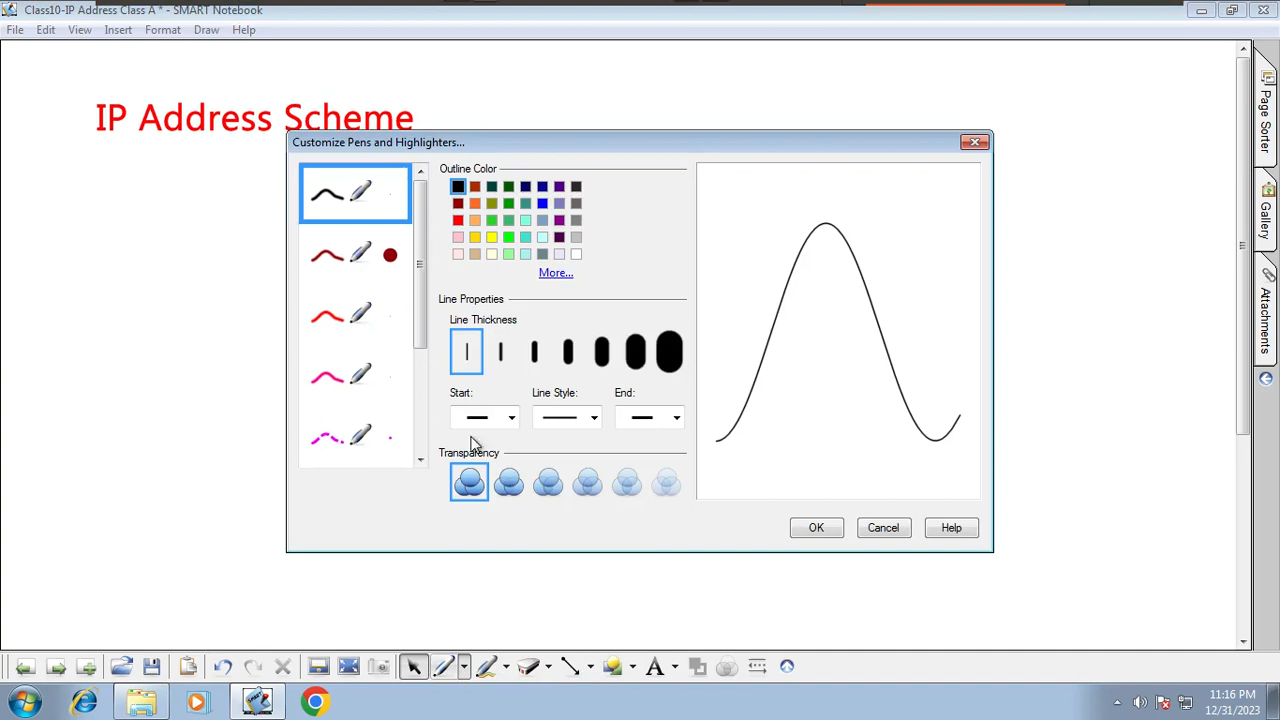 Class10-IP Address Class A * - SMART Notebook
File Edit View Insert Format Draw Help
IP Address Scheme
Customize Pens and Highlighters...
Outline Color
More...
Line Properties
Line Thickness
Start: Line Style: End:
Transparency
OK Cancel Help
Page Sorter
Gallery
Attachments
A
11:16 PM
12/31/2023